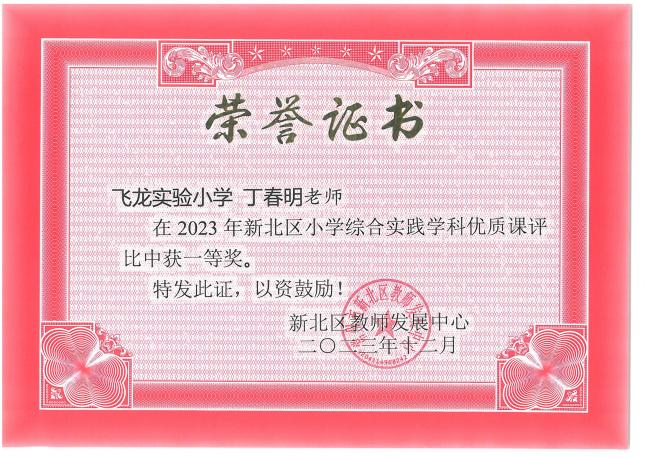 荣誉证书
飞龙实验小学 丁春明老师
在 2023 年新北区小学综合实践学科优质课评
比中获一等奖。
特发此证，以资鼓励！
新北区教师发展中心
二〇二三年十二月